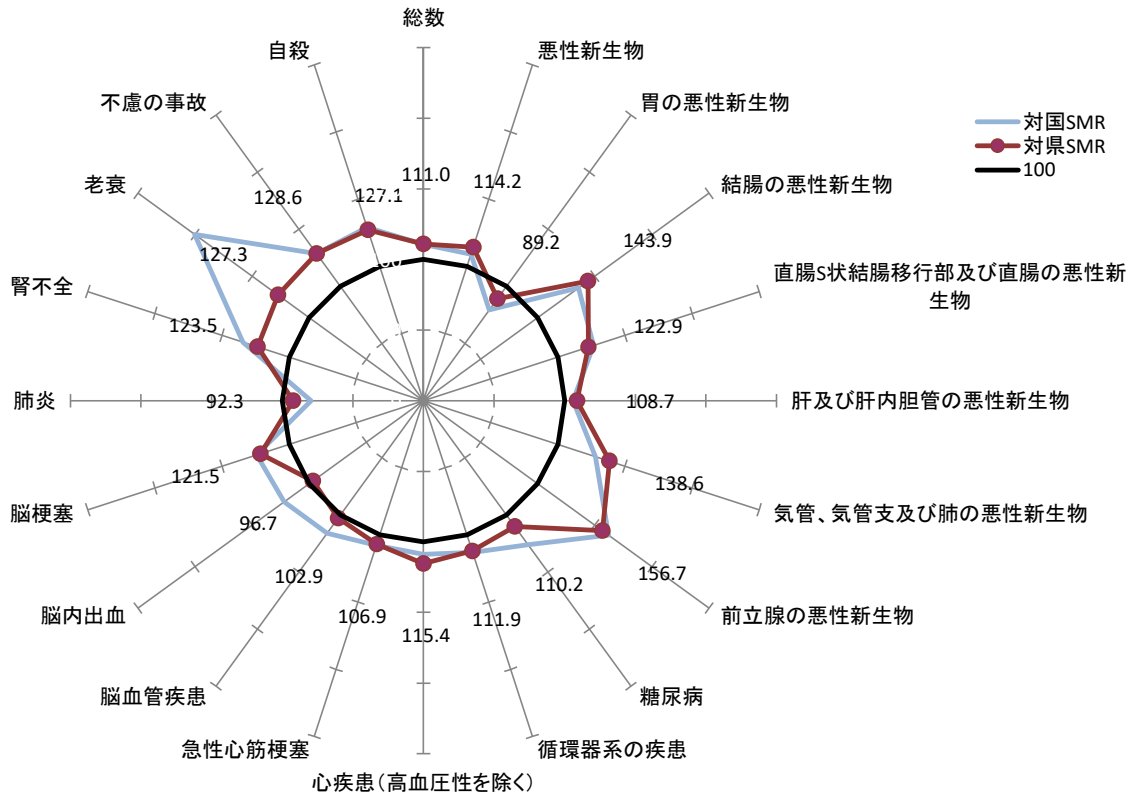 総数
自殺
悪性新生物
不慮の事故
胃の悪性新生物
対国SMR
対県SMR
100
老衰
結腸の悪性新生物
腎不全
直腸S状結腸移行部及び直腸の悪性新
生物
肺炎
肝及び肝内胆管の悪性新生物
脳梗塞
気管、気管支及び肺の悪性新生物
脳内出血
前立腺の悪性新生物
脳血管疾患
糖尿病
急性心筋梗塞
循環器系の疾患
心疾患(高血圧性を除く)
111.0
114.2
89.2
143.9
122.9
108.7
138.6
156.7
110.2
111.9
115.4
106.9
102.9
96.7
121.5
92.3
123.5
127.3
128.6
127.1